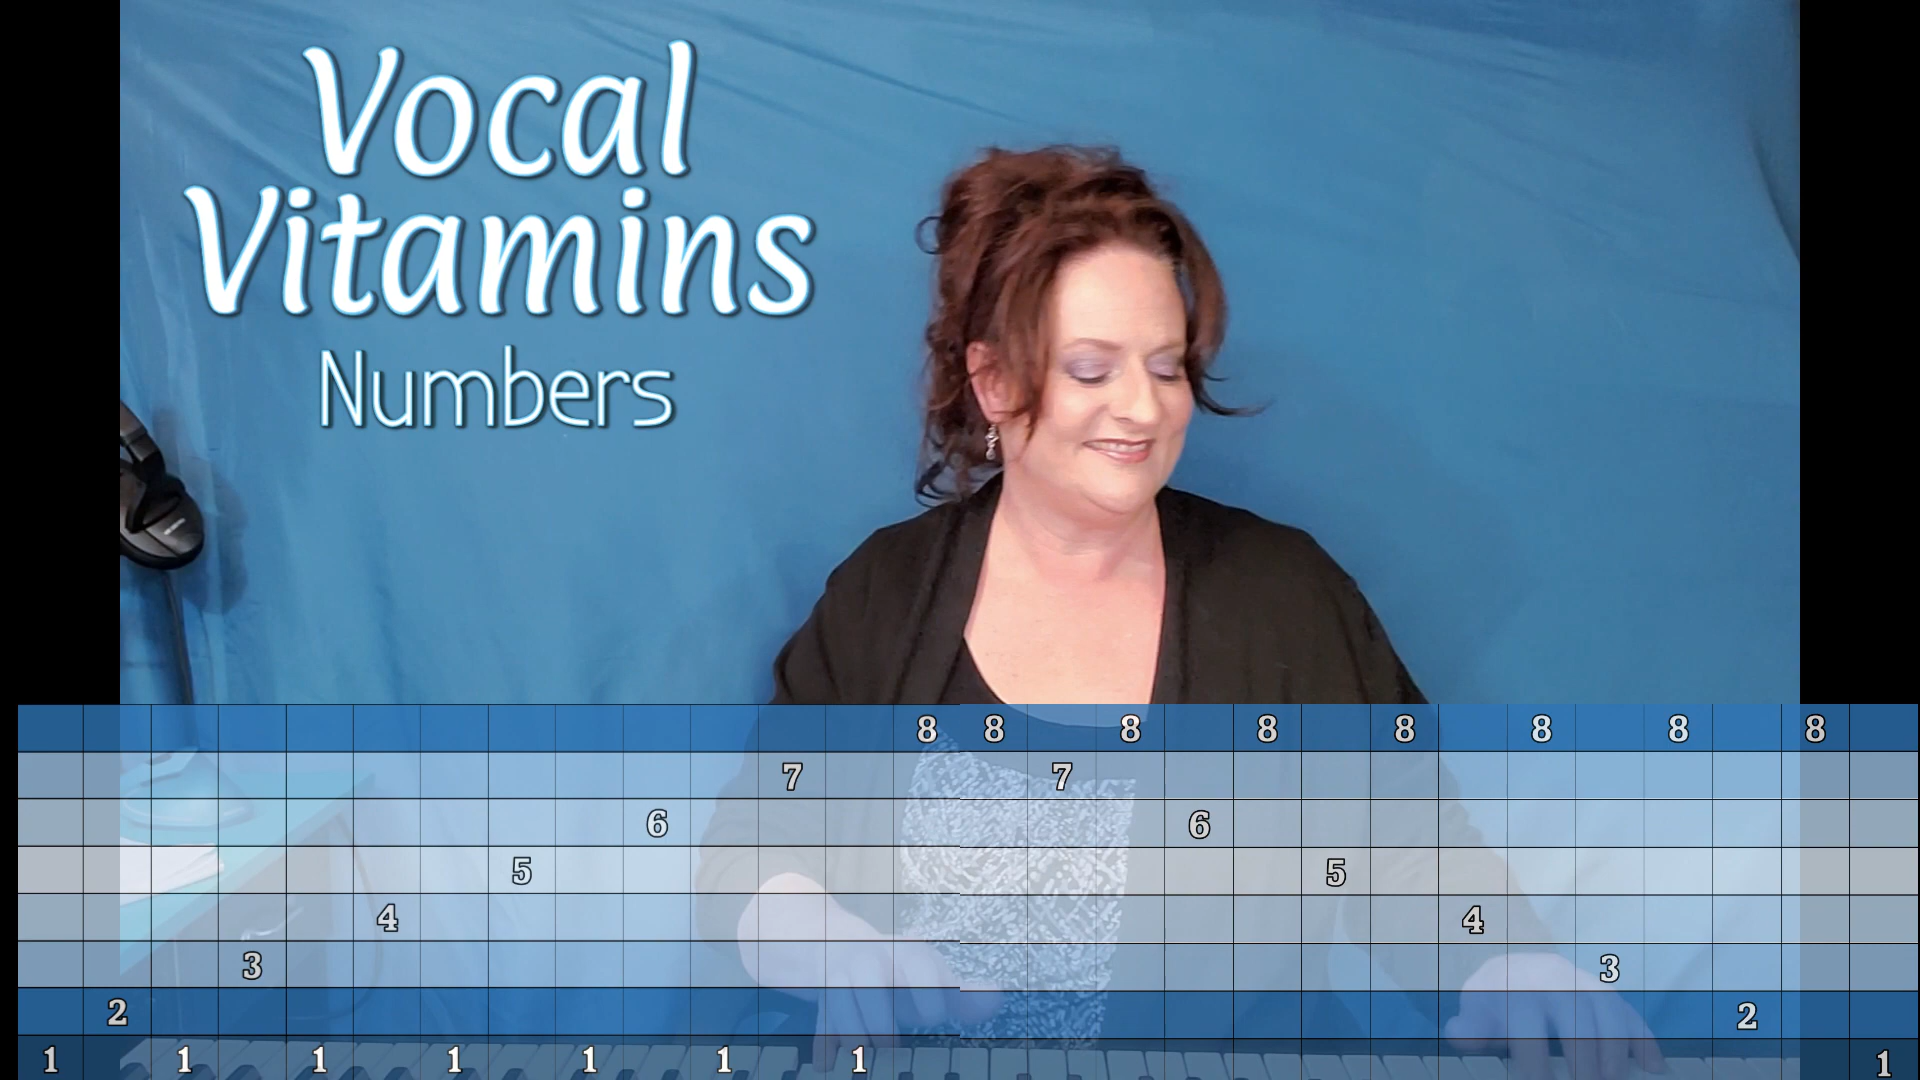 Vocal
Vitamins
Numbers
8 8 8 8 8 8 8 8
7 7
6 6
5 5
4 4
3 3
2 2
1 1 1 1 1 1 1 1